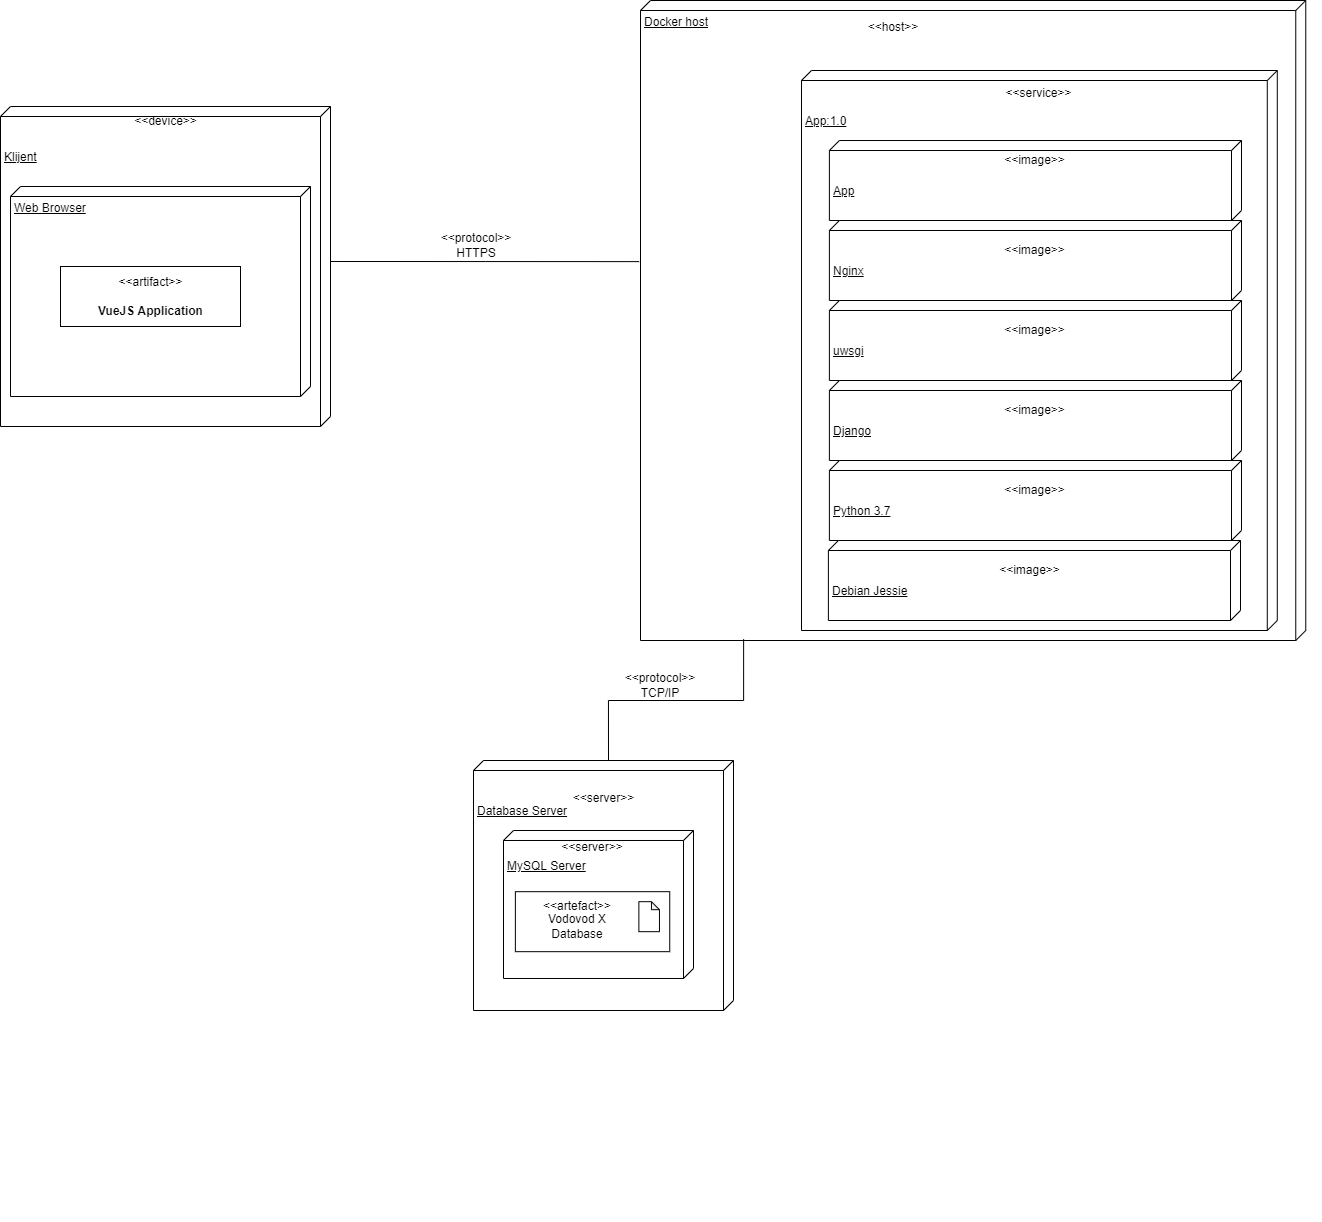 Docker host
<<host>>
<<service>>
App:1.0
<<image>>
App
<<image>>
Nginx
<<image>>
uwsgi
<<image>>
Django
<<image>>
Python 3.7
<<image>>
Debian Jessie
<<device>>
Klijent
Web Browser
<<artifact>>
VueJS Application
<<protocol>>
HTTPS
<<protocol>>
TCP/IP
<<server>>
Database Server
<<server>>
MySQL Server
<<artefact>>
Vodovod X
Database